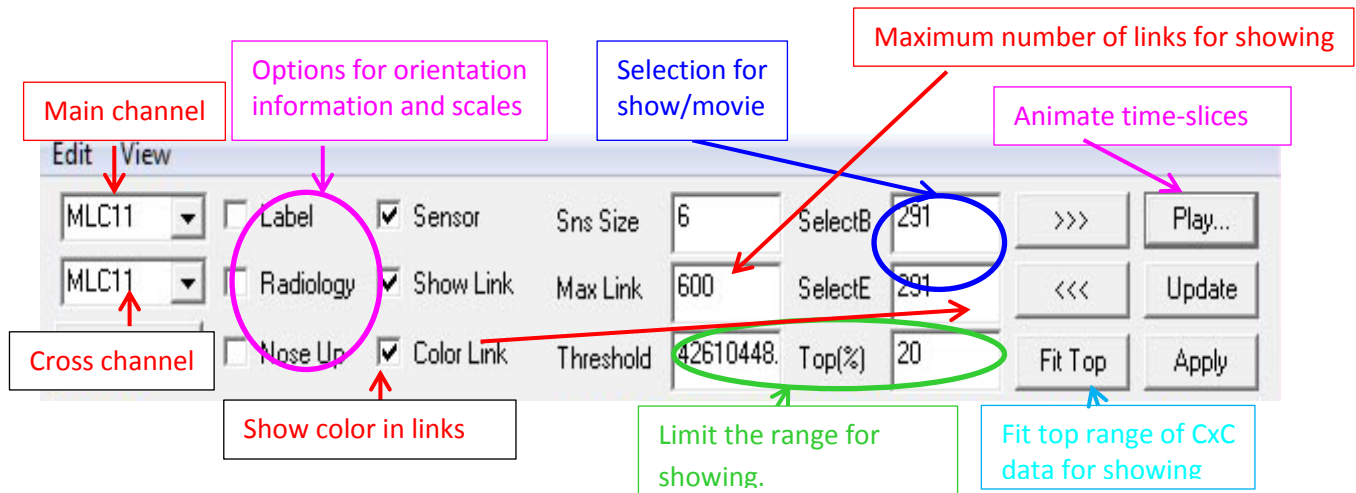 Maximum number of links for showing
Options for orientation
information and scales
Selection for
show/movie
Main channel
Animate time-slices
Edit View
MLC11 Label Sensor Sns Size 6 SelectB 291 >>> Play...
MLC11 Radiology Show Link Max Link 600 SelectE 291 <<< Update
Nose Up Color Link Threshold 42610448. Top(%) 20 Fit Top Apply
Cross channel
Show color in links
Limit the range for
showing.
Fit top range of CxC
data for showing